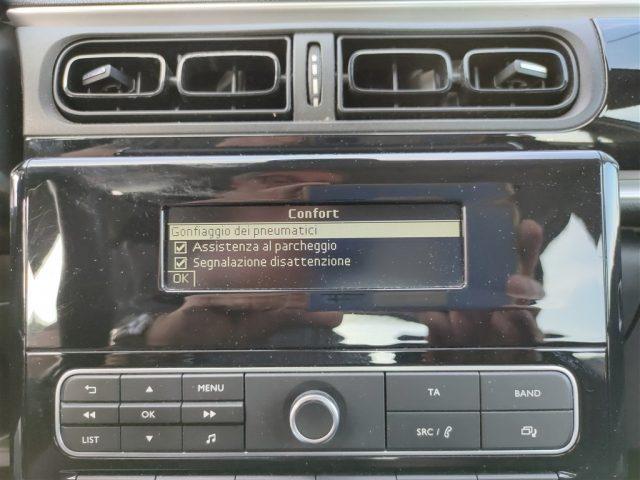 Confort
Gonfiaggio dei pneumatici
Assistenza al parcheggio
Segnalazione disattenzione
OK
MENU
TA
BAND
OK
LIST
SRC /